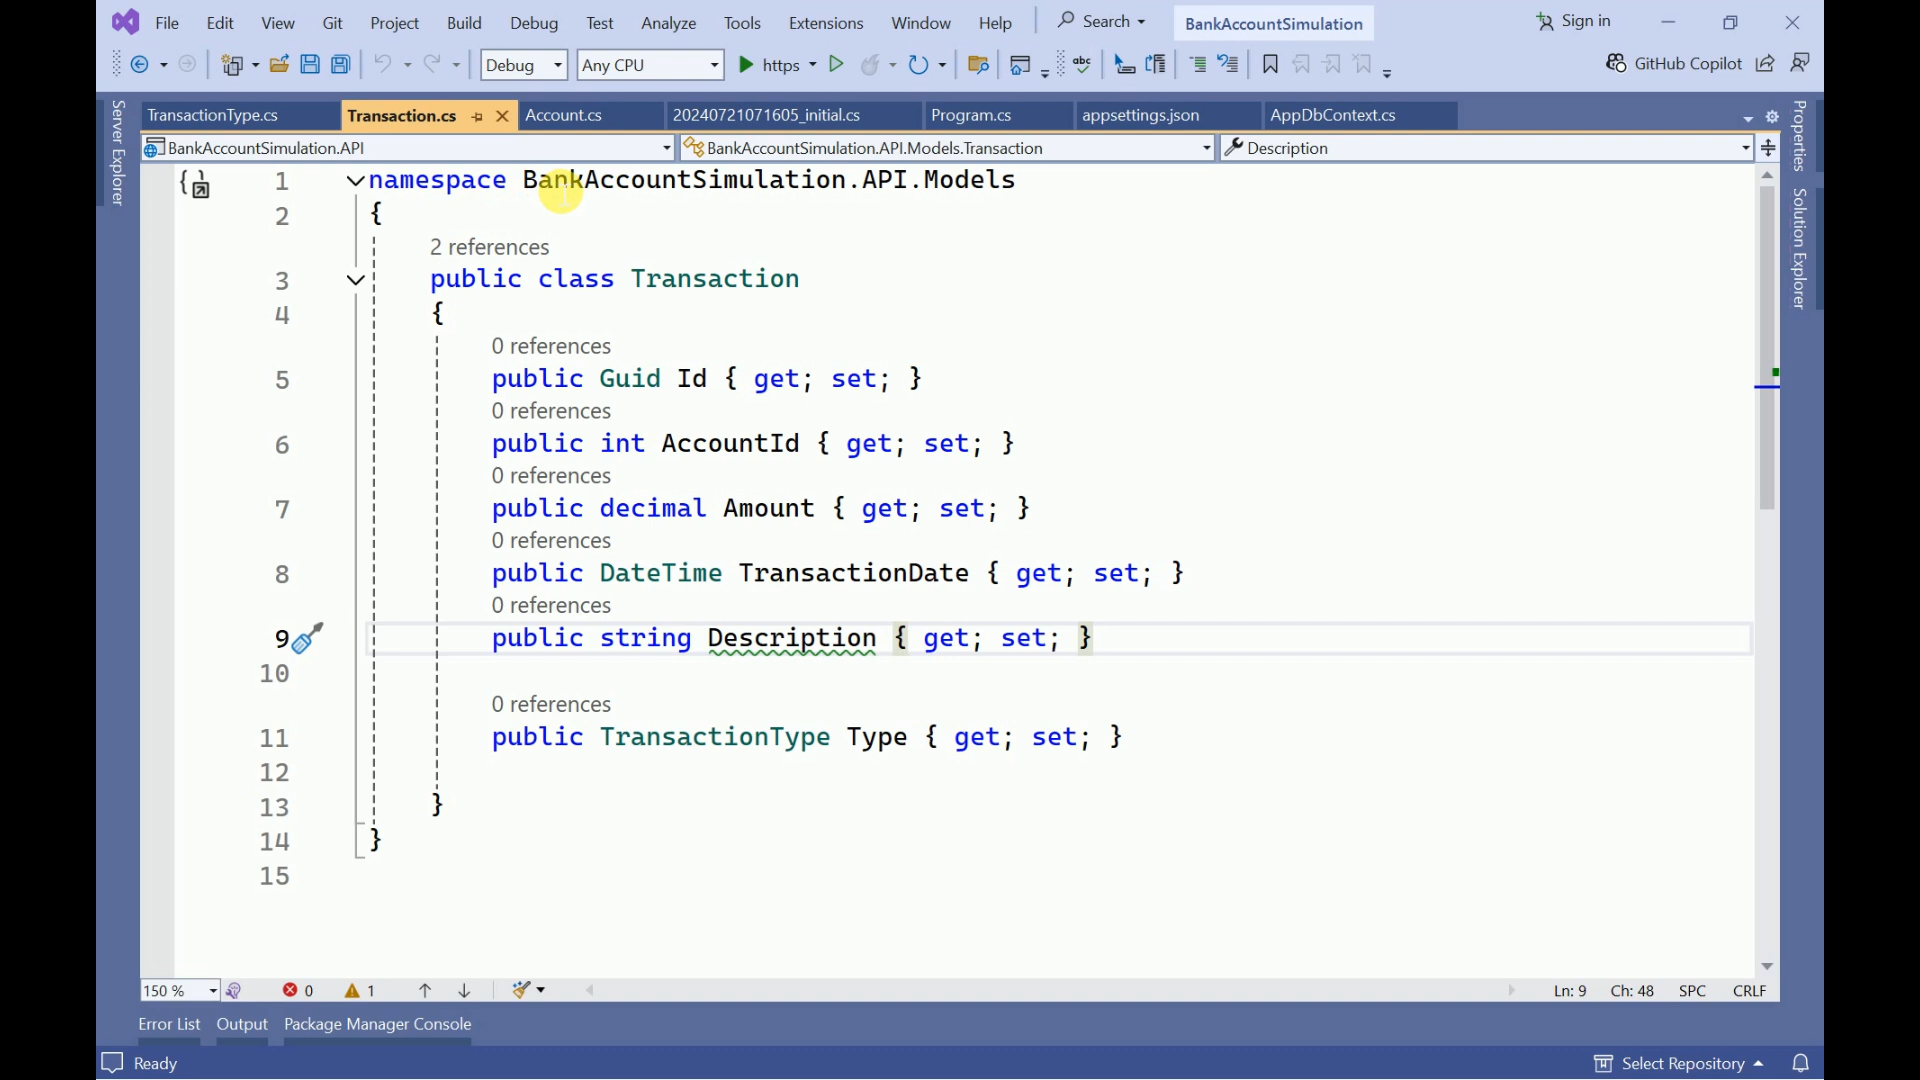 File Edit View Git Project Build Debug Test Analyze Tools Extensions Window Help Search BankAccountSimulation Sign in
Debug Any CPU https abc GitHub Copilot
Server Explorer
TransactionType.cs Transaction.cs Account.cs 20240721071605_initial.cs Program.cs appsettings.json AppDbContext.cs
Properties
Solution Explorer
BankAccountSimulation.API BankAccountSimulation.API.Models.Transaction Description
1 namespace BankAccountSimulation.API.Models
2 {
2 references
3 public class Transaction
4 {
0 references
5 public Guid Id { get; set; }
0 references
6 public int AccountId { get; set; }
0 references
7 public decimal Amount { get; set; }
0 references
8 public DateTime TransactionDate { get; set; }
0 references
9 public string Description { get; set; }
10
0 references
11 public TransactionType Type { get; set; }
12
13 }
14 }
15
150 % 0 1 Ln: 9 Ch: 48 SPC CRLF
Error List Output Package Manager Console
Ready Select Repository